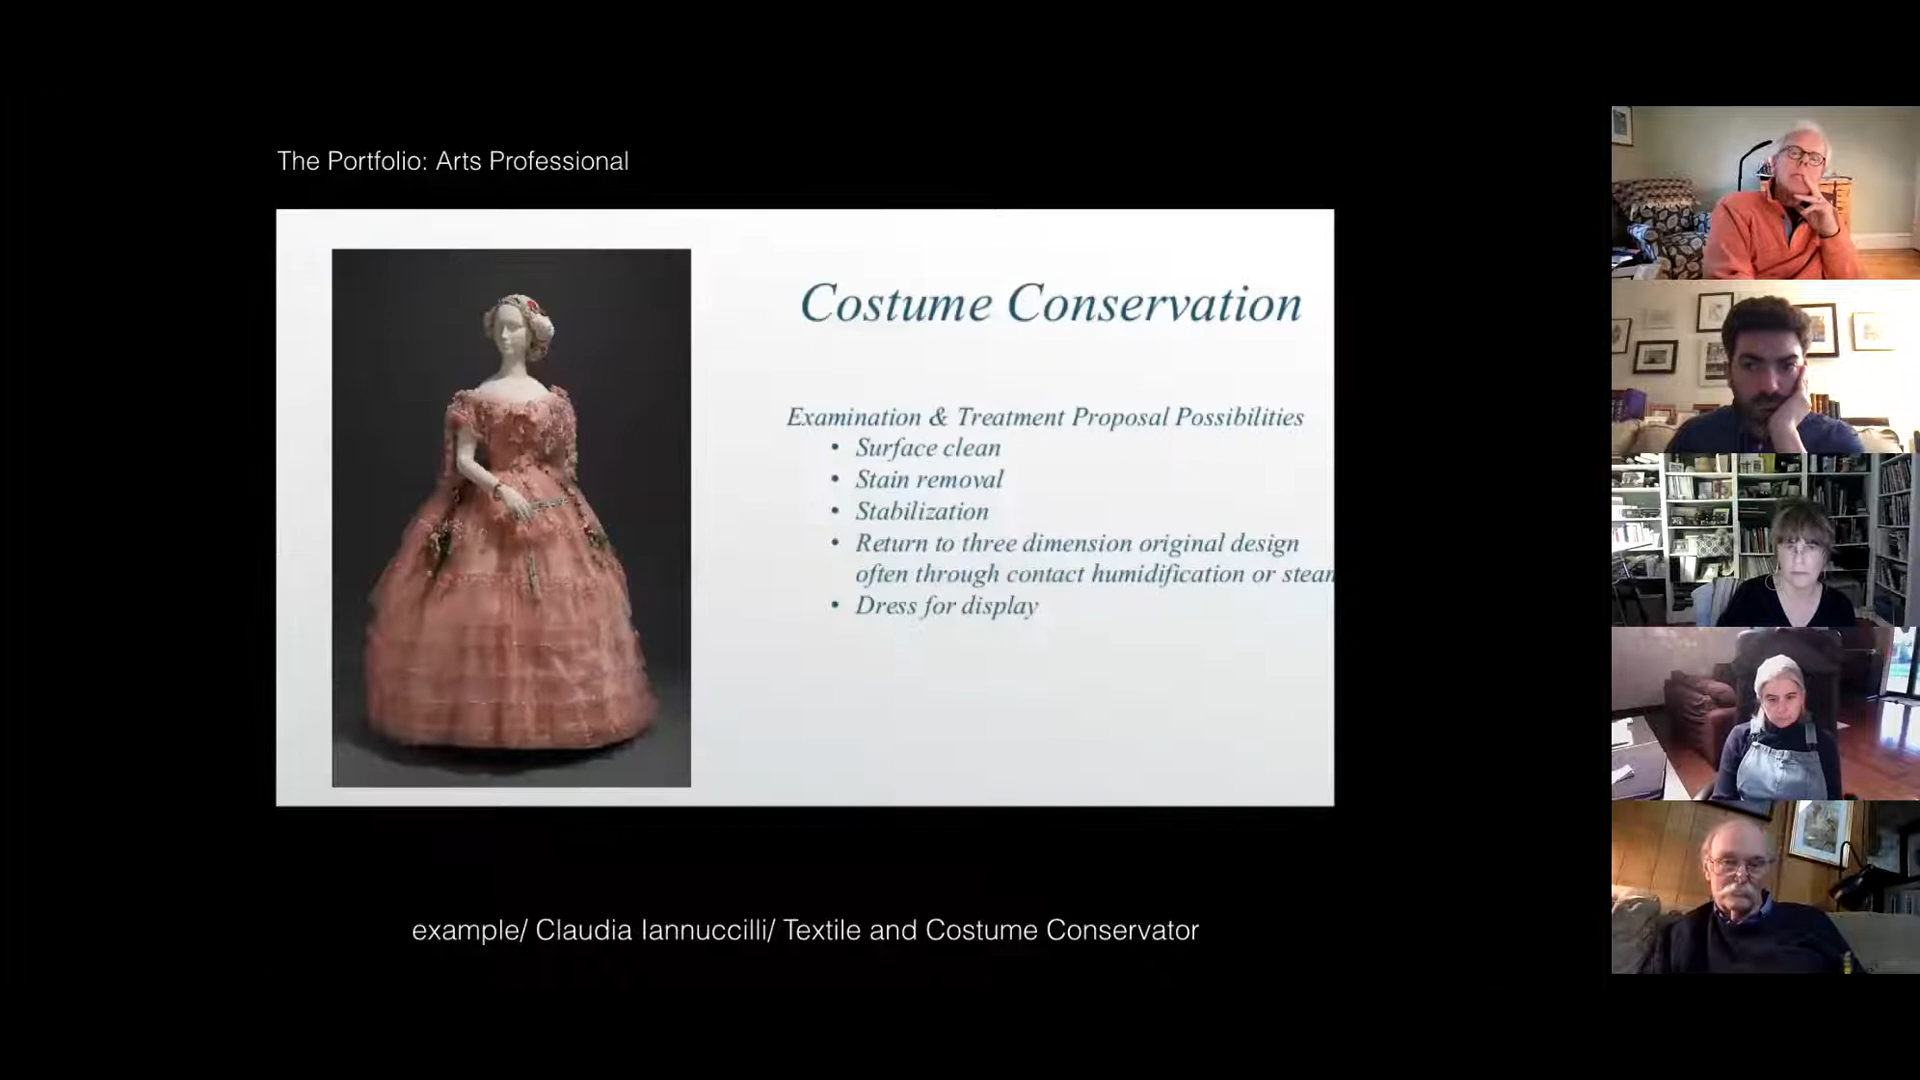 The Portfolio: Arts Professional
Costume Conservation
Examination & Treatment Proposal Possibilities
• Surface clean
• Stain removal
• Stabilization
• Return to three dimension original design
often through contact humidification or steam
• Dress for display
example/ Claudia Iannuccilli/ Textile and Costume Conservator